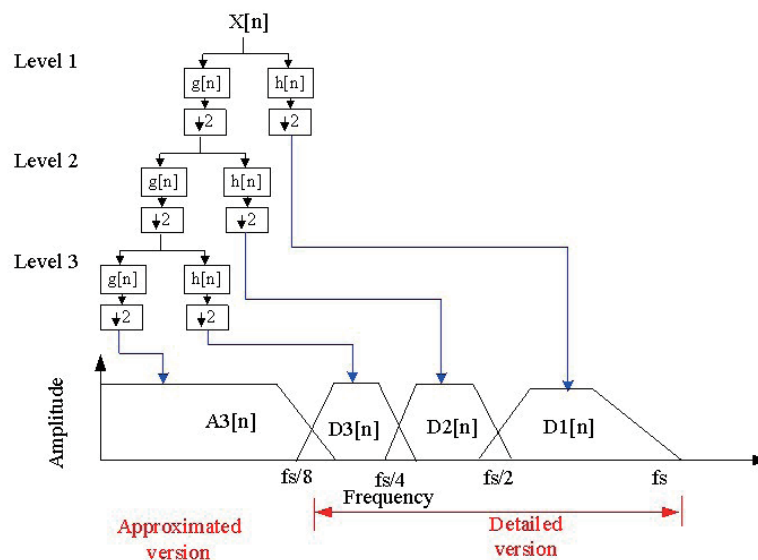 X[n]
Level 1
g[n] h[n]
↓2 ↓2
Level 2
g[n] h[n]
↓2 ↓2
Level 3
g[n] h[n]
↓2 ↓2
Amplitude
A3[n] D3[n] D2[n] D1[n]
fs/8 fs/4 fs/2 fs
Frequency
Approximated
version
Detailed
version